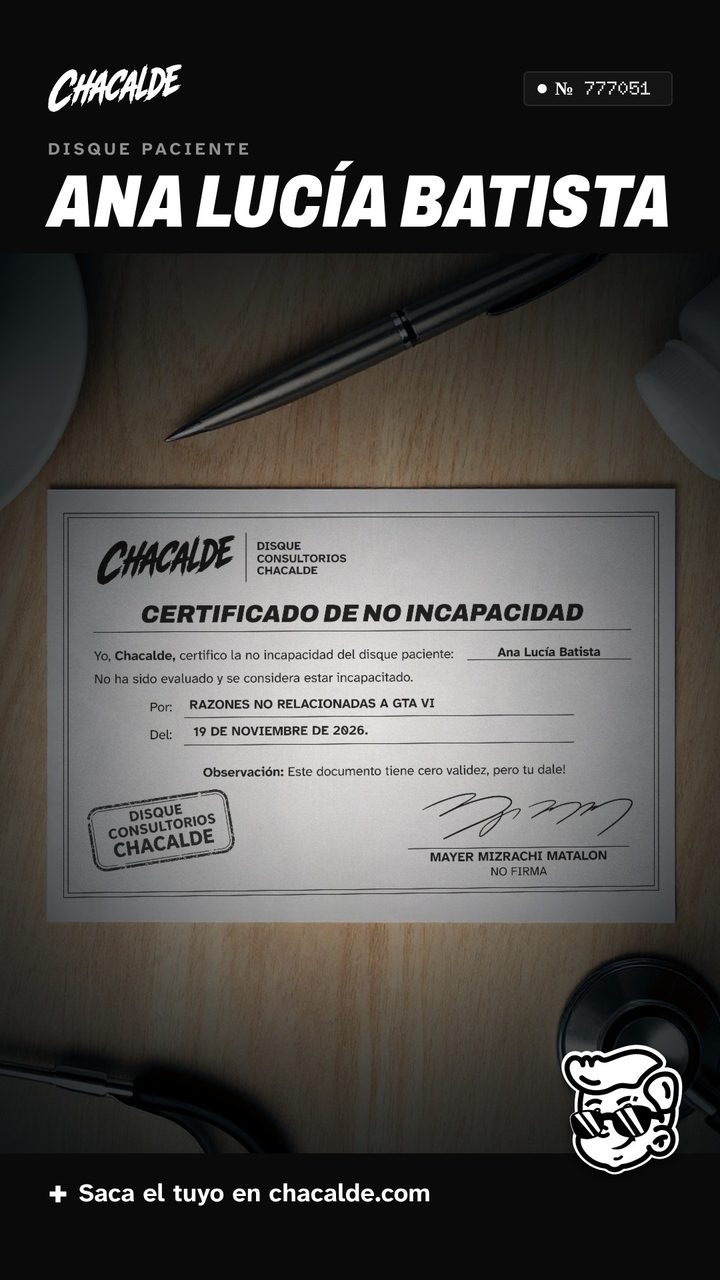 CHACALDE
№ 777051
DISQUE PACIENTE
ANA LUCÍA BATISTA
CHACALDE
DISQUE
CONSULTORIOS
CHACALDE
CERTIFICADO DE NO INCAPACIDAD
Yo, Chacalde, certifico la no incapacidad del disque paciente: Ana Lucía Batista
No ha sido evaluado y se considera estar incapacitado.
Por: RAZONES NO RELACIONADAS A GTA VI
Del: 19 DE NOVIEMBRE DE 2026.
Observación: Este documento tiene cero validez, pero tu dale!
DISQUE
CONSULTORIOS
CHACALDE
MAYER MIZRACHI MATALON
NO FIRMA
+ Saca el tuyo en chacalde.com